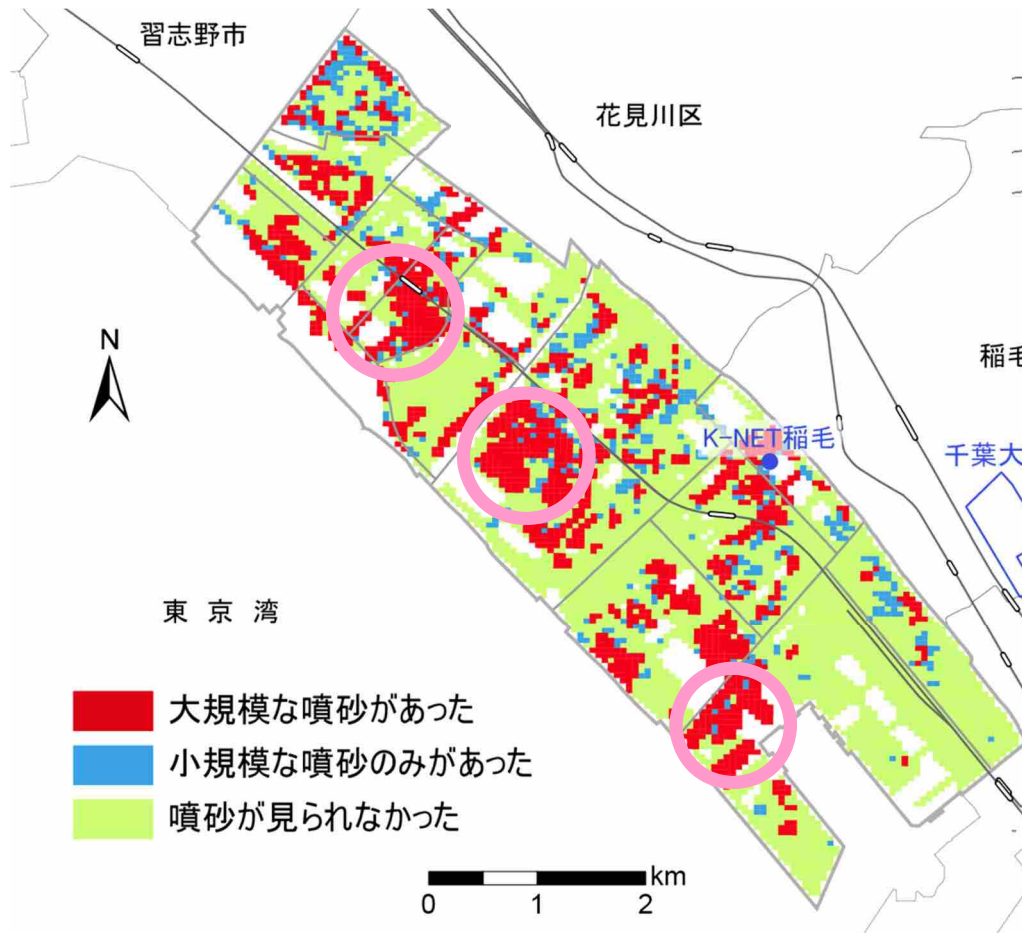 習志野市
花見川区
N
稲毛
K-NET稲毛
千葉大
東京湾
大規模な噴砂があった
小規模な噴砂のみがあった
噴砂が見られなかった
km
0 1 2